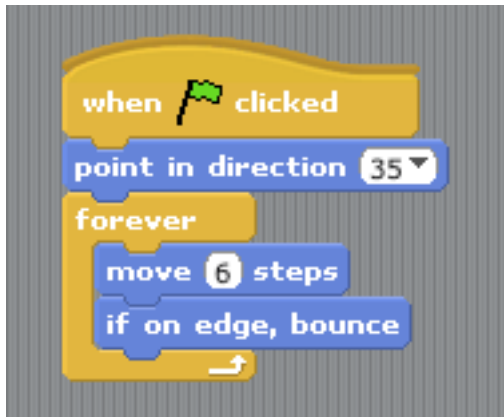 when clicked
point in direction 35
forever
move 6 steps
if on edge, bounce